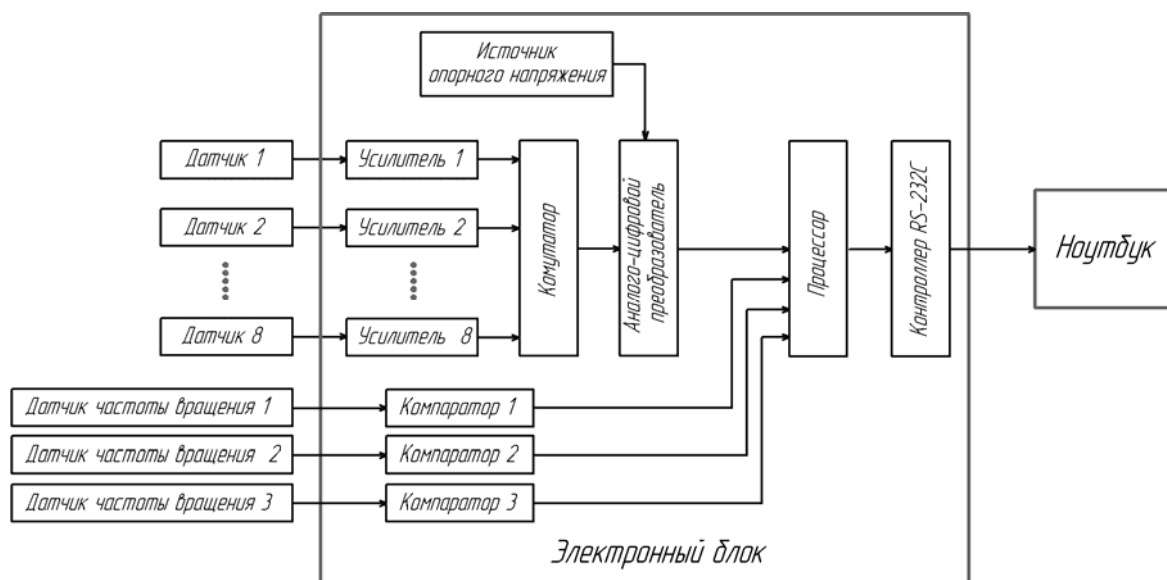 Источник
опорного напряжения
Датчик 1
Усилитель 1
Датчик 2
Усилитель 2
Датчик 8
Усилитель 8
Комутатор
Аналого-цифровой
преобразователь
Процессор
Контроллер RS-232C
Ноутбук
Датчик частоты вращения 1
Компаратор 1
Датчик частоты вращения 2
Компаратор 2
Датчик частоты вращения 3
Компаратор 3
Электронный блок